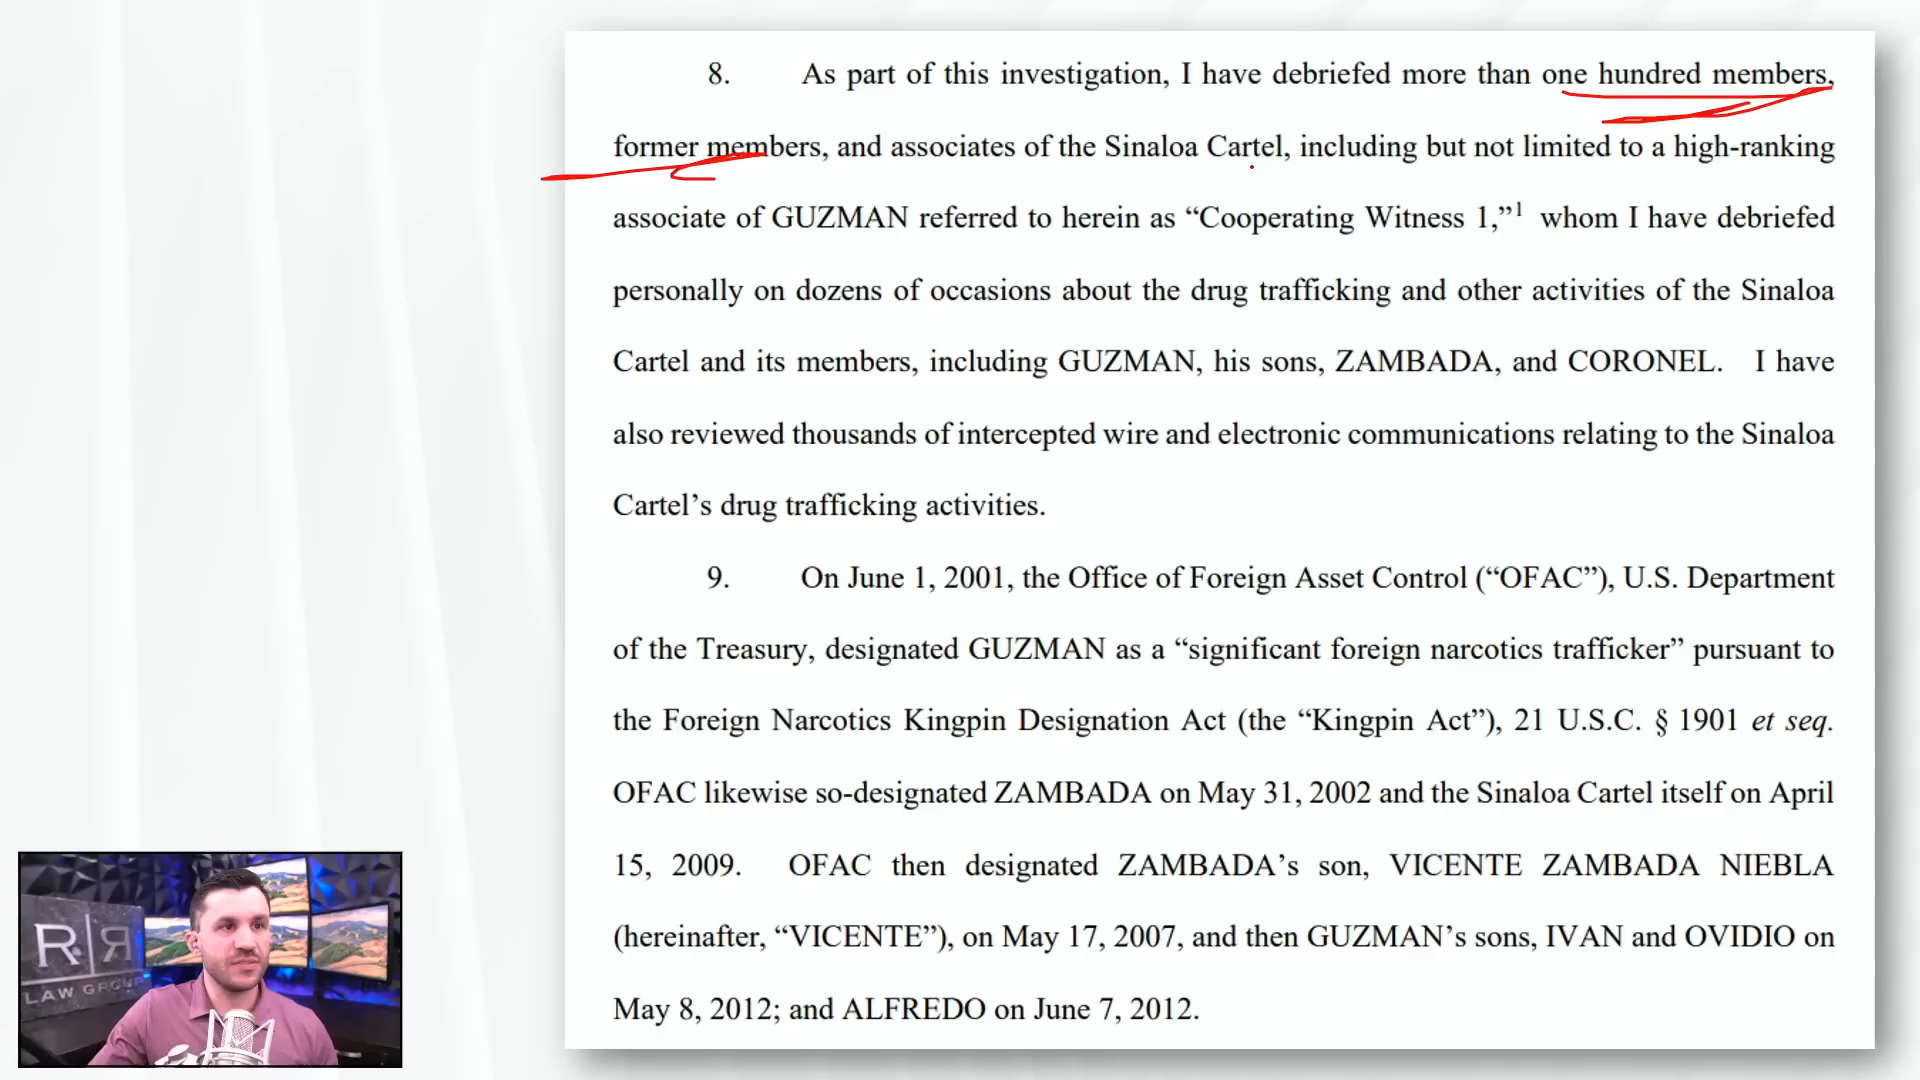 8. As part of this investigation, I have debriefed more than one hundred members,
former members, and associates of the Sinaloa Cartel, including but not limited to a high-ranking
associate of GUZMAN referred to herein as “Cooperating Witness 1,”1 whom I have debriefed
personally on dozens of occasions about the drug trafficking and other activities of the Sinaloa
Cartel and its members, including GUZMAN, his sons, ZAMBADA, and CORONEL. I have
also reviewed thousands of intercepted wire and electronic communications relating to the Sinaloa
Cartel’s drug trafficking activities.
9. On June 1, 2001, the Office of Foreign Asset Control (“OFAC”), U.S. Department
of the Treasury, designated GUZMAN as a “significant foreign narcotics trafficker” pursuant to
the Foreign Narcotics Kingpin Designation Act (the “Kingpin Act”), 21 U.S.C. § 1901 et seq.
OFAC likewise so-designated ZAMBADA on May 31, 2002 and the Sinaloa Cartel itself on April
15, 2009. OFAC then designated ZAMBADA’s son, VICENTE ZAMBADA NIEBLA
(hereinafter, “VICENTE”), on May 17, 2007, and then GUZMAN’s sons, IVAN and OVIDIO on
May 8, 2012; and ALFREDO on June 7, 2012.
R|R
LAW GROUP